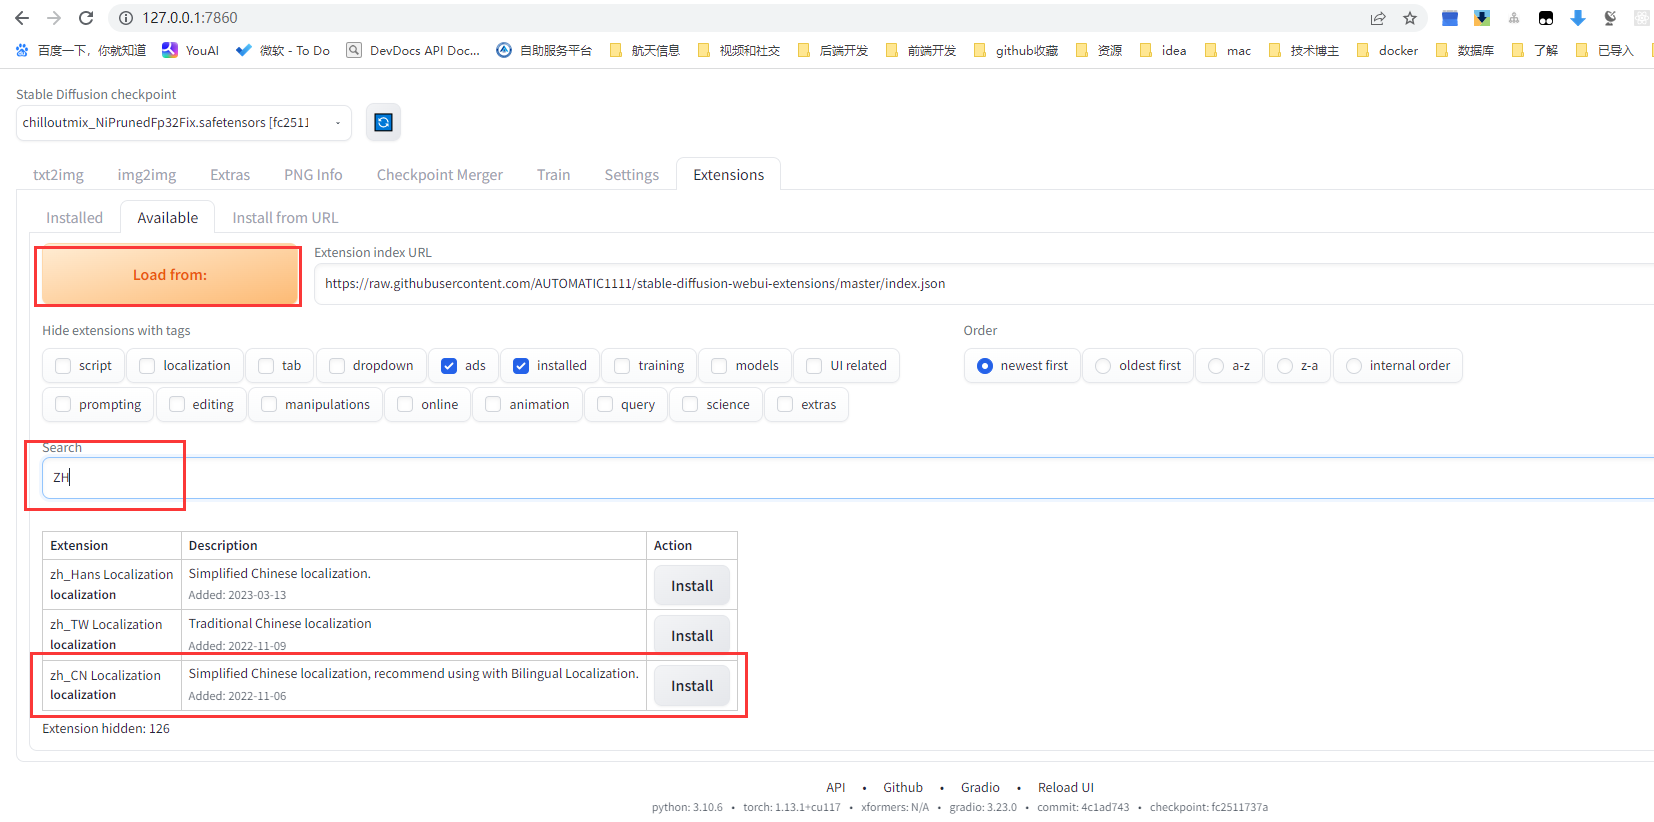 127.0.0.1:7860
百度一下，你就知道 YouAI 微软 - To Do DevDocs API Doc... 自助服务平台 航天信息 视频和社交 后端开发 前端开发 github收藏 资源 idea mac 技术博主 docker 数据库 了解 已导入
Stable Diffusion checkpoint
chilloutmix_NiPrunedFp32Fix.safetensors [fc2511
txt2img img2img Extras PNG Info Checkpoint Merger Train Settings Extensions
Installed Available Install from URL
Load from:
Extension index URL
https://raw.githubusercontent.com/AUTOMATIC1111/stable-diffusion-webui-extensions/master/index.json
Hide extensions with tags
script localization tab dropdown ads installed training models UI related
prompting editing manipulations online animation query science extras
Order
newest first oldest first a-z z-a internal order
Search
ZH
Extension Description Action
zh_Hans Localization Simplified Chinese localization. Install
localization Added: 2023-03-13
zh_TW Localization Traditional Chinese localization Install
localization Added: 2022-11-09
zh_CN Localization Simplified Chinese localization, recommend using with Bilingual Localization. Install
localization Added: 2022-11-06
Extension hidden: 126
API • Github • Gradio • Reload UI
python: 3.10.6 • torch: 1.13.1+cu117 • xformers: N/A • gradio: 3.23.0 • commit: 4c1ad743 • checkpoint: fc2511737a